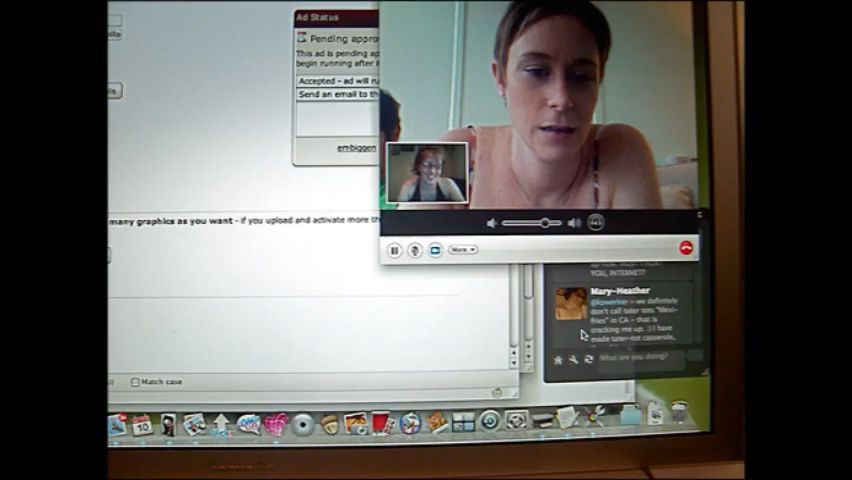 Ad Status
Pending appro
This ad is pending ap
begin running after i
Accepted - ad will ru
Send an email to th
embiggen
many graphics as you want - if you upload and activate more th
More
YOU, INTERNET?
Mary-Heather
- we definitely
don't call tater tots "Mexi-
fries" in CA - that is
cracking me up. :) I have
made tater-tot casserole,
What are you doing?
Match case
10